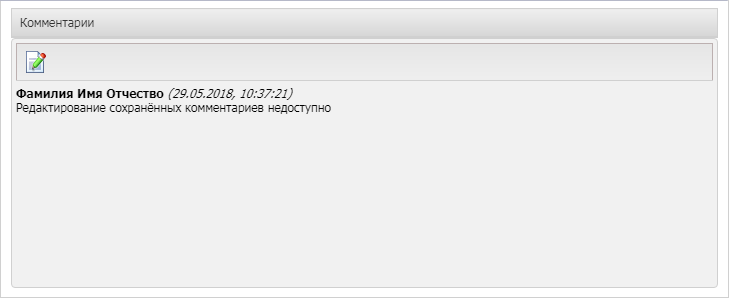 Комментарии
Фамилия Имя Отчество (29.05.2018, 10:37:21)
Редактирование сохранённых комментариев недоступно